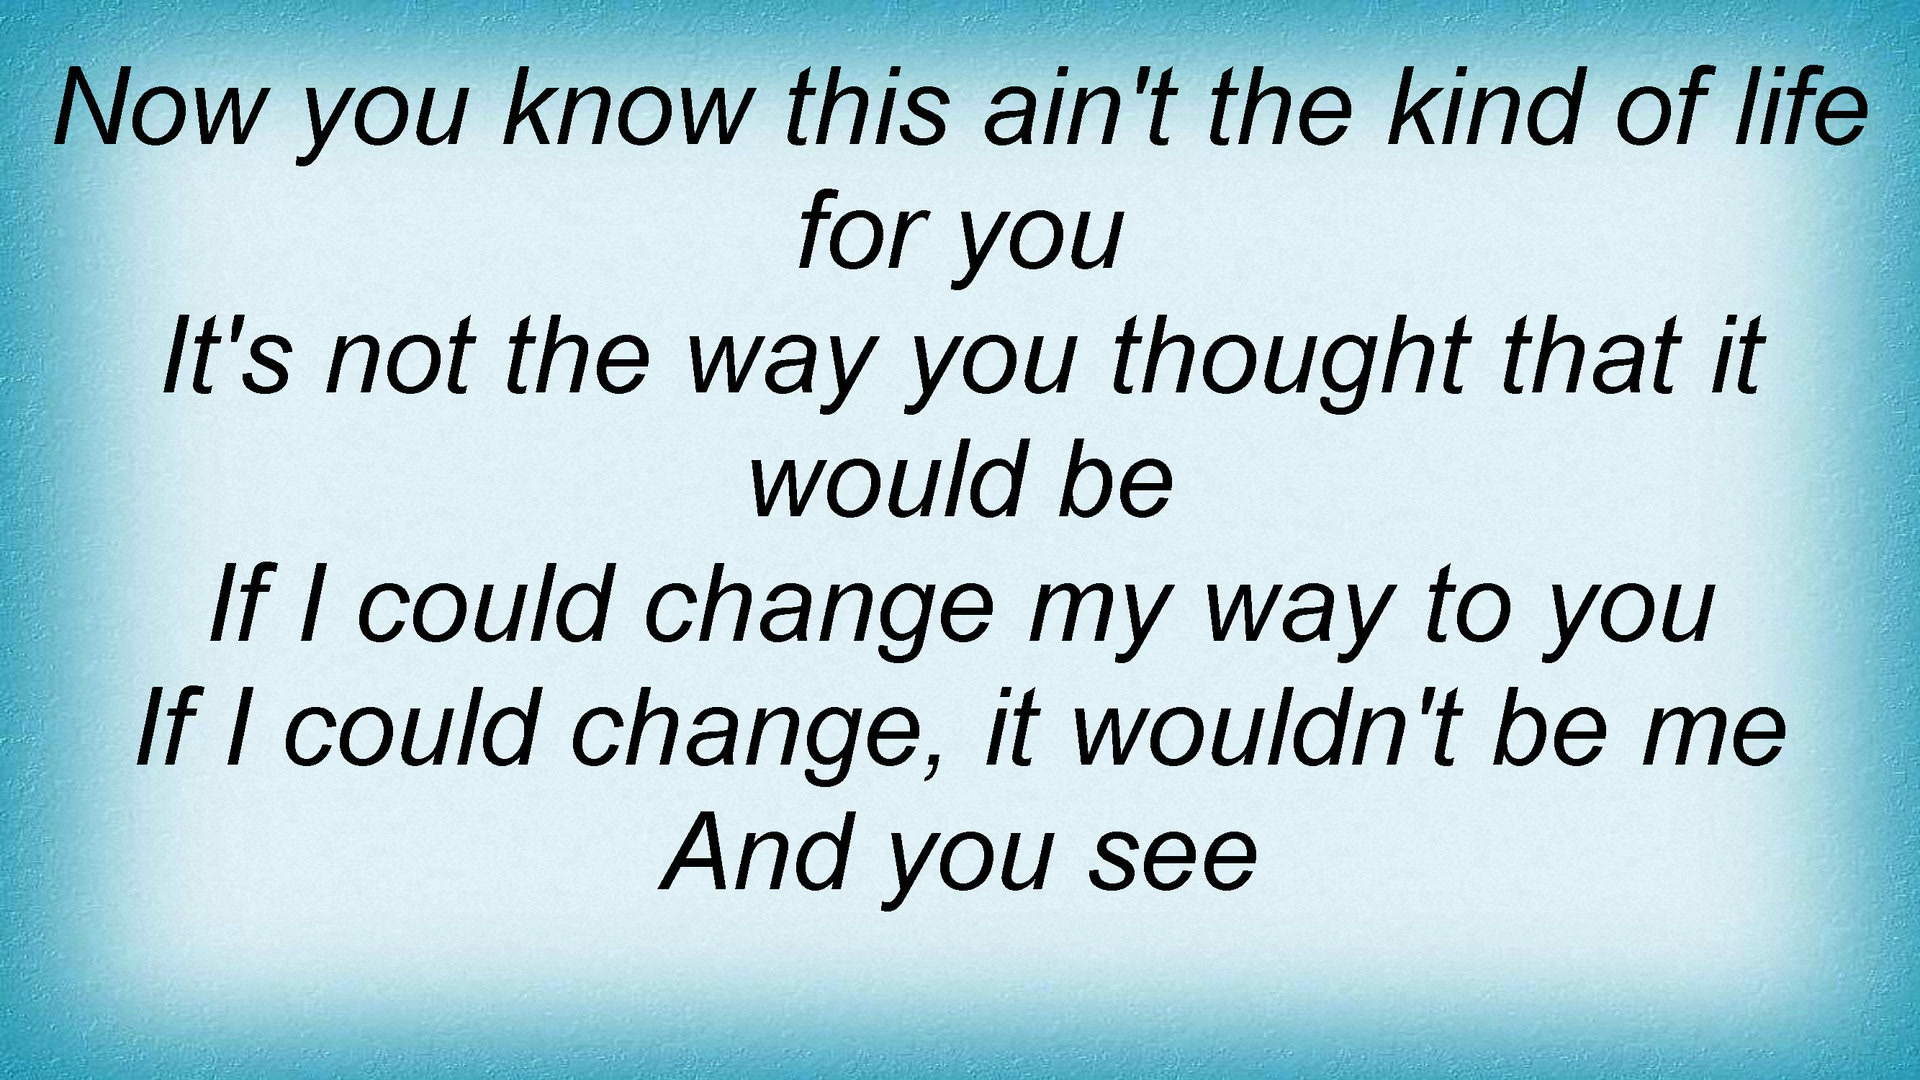 Now you know this ain't the kind of life
for you
It's not the way you thought that it
would be
If I could change my way to you
If I could change, it wouldn't be me
And you see